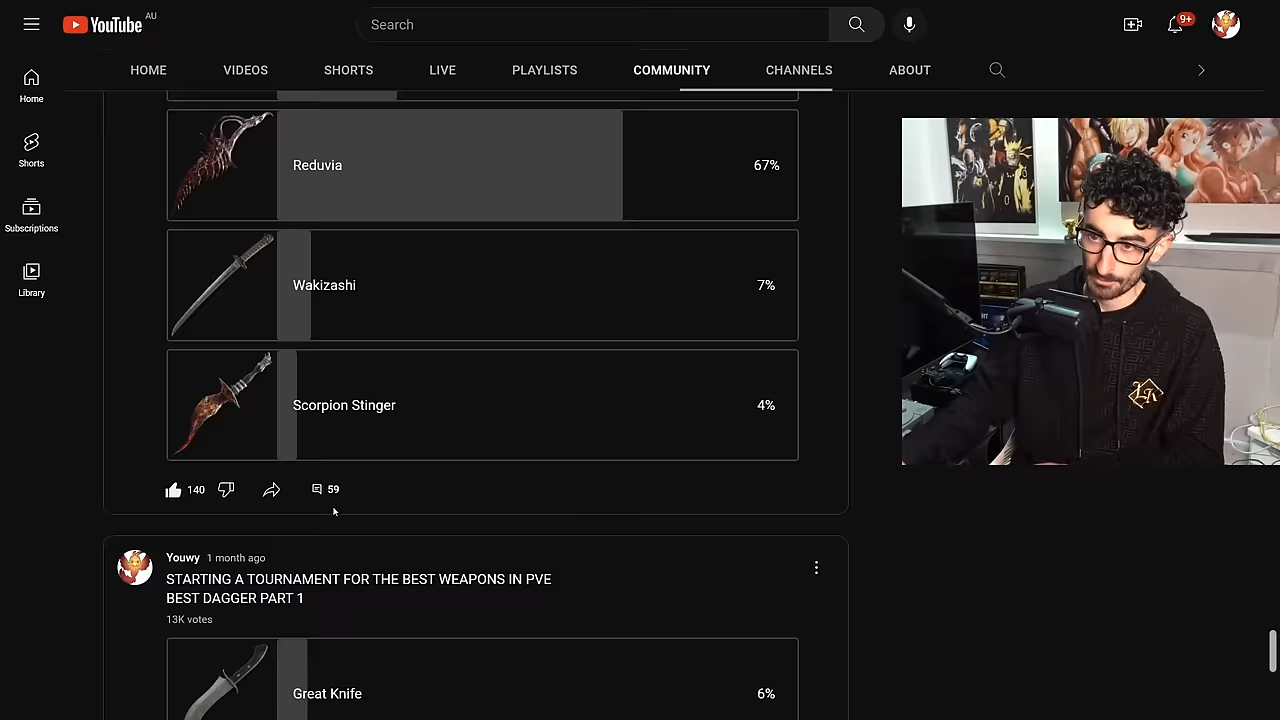 YouTube AU
Search
9+
HOME VIDEOS SHORTS LIVE PLAYLISTS COMMUNITY CHANNELS ABOUT
Home
Shorts
Subscriptions
Library
Reduvia 67%
Wakizashi 7%
Scorpion Stinger 4%
140 59
Youwy 1 month ago
STARTING A TOURNAMENT FOR THE BEST WEAPONS IN PVE
BEST DAGGER PART 1
13K votes
Great Knife 6%